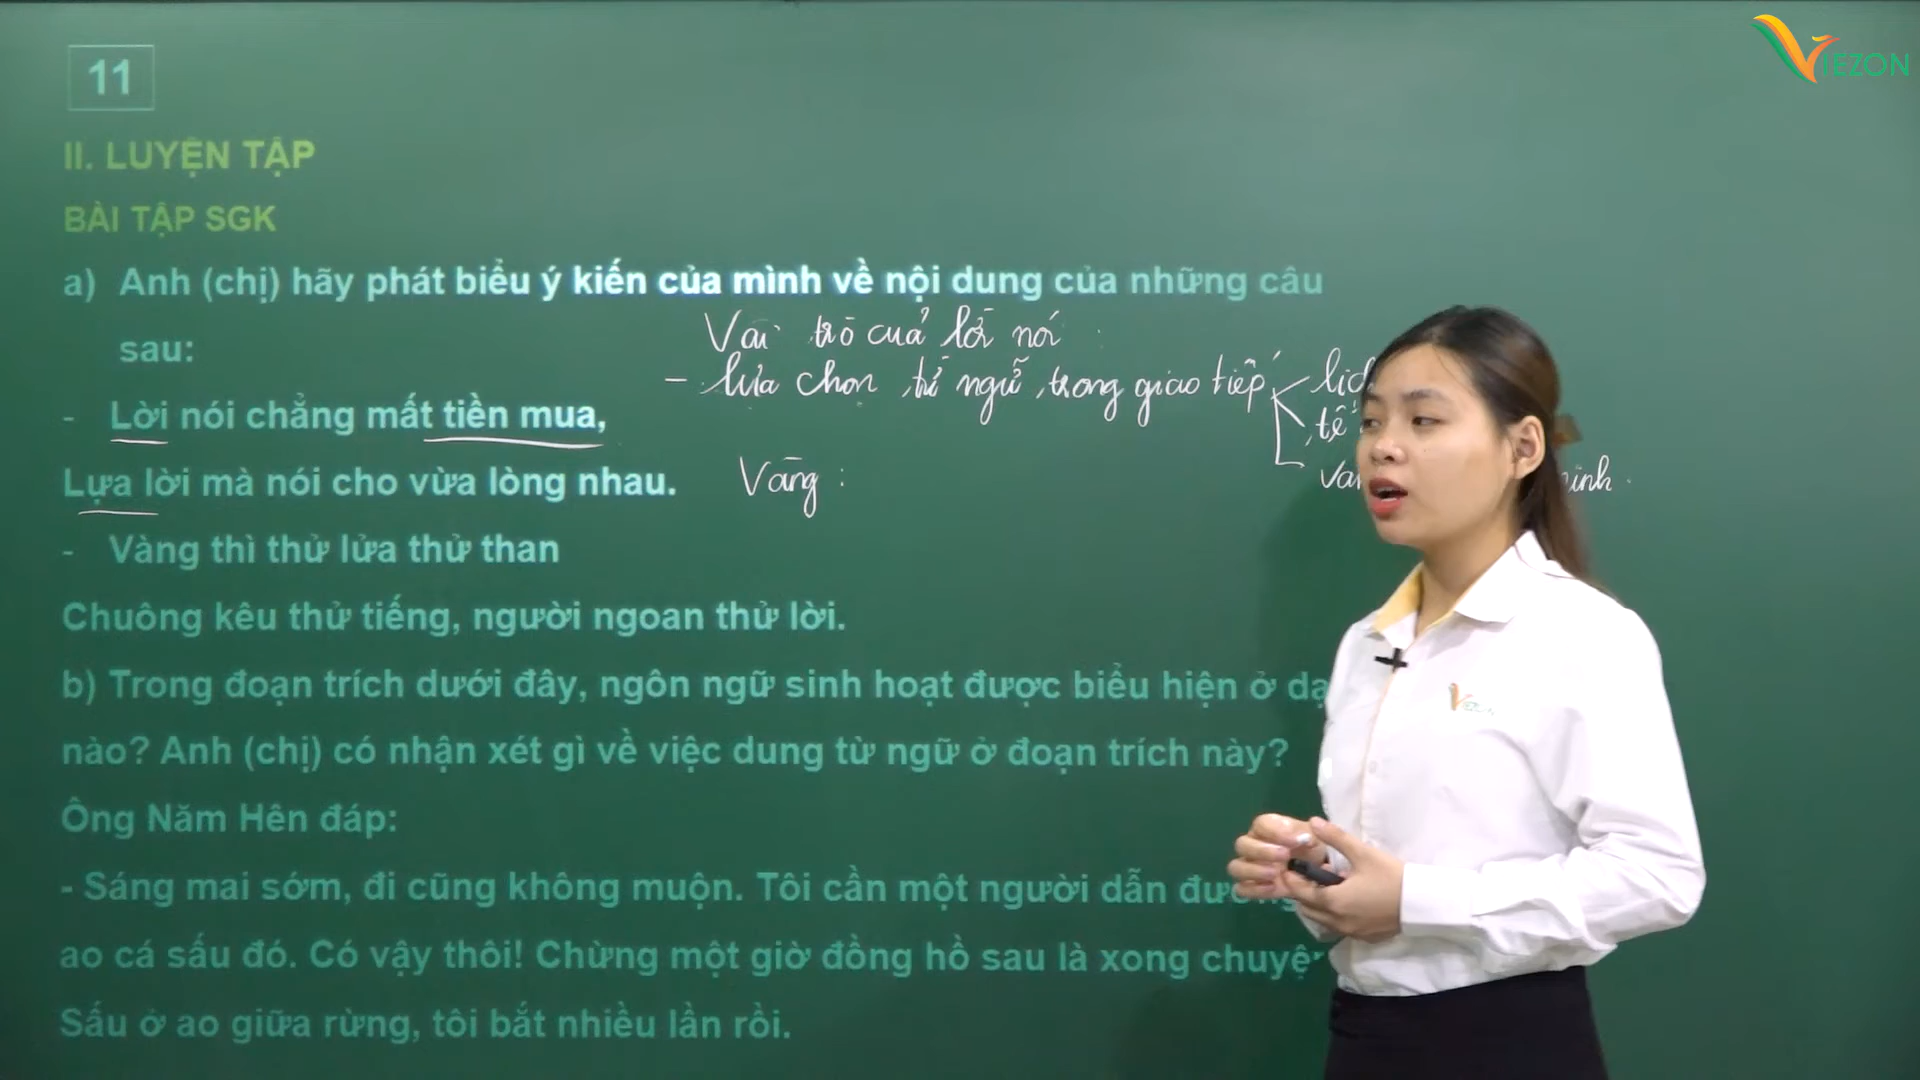 11
VIEZON
II. LUYỆN TẬP
BÀI TẬP SGK
a) Anh (chị) hãy phát biểu ý kiến của mình về nội dung của những câu
sau:
Vai trò của lời nói :
- lựa chọn từ ngữ trong giao tiếp
- Lời nói chẳng mất tiền mua,
Lựa lời mà nói cho vừa lòng nhau.
Vàng :
- Vàng thì thử lửa thử than
Chuông kêu thử tiếng, người ngoan thử lời.
b) Trong đoạn trích dưới đây, ngôn ngữ sinh hoạt được biểu hiện ở
nào? Anh (chị) có nhận xét gì về việc dung từ ngữ ở đoạn trích này?
Ông Năm Hên đáp:
- Sáng mai sớm, đi cũng không muộn. Tôi cần một người dẫn
ao cá sấu đó. Có vậy thôi! Chừng một giờ đồng hồ sau là xong
Sấu ở ao giữa rừng, tôi bắt nhiều lần rồi.